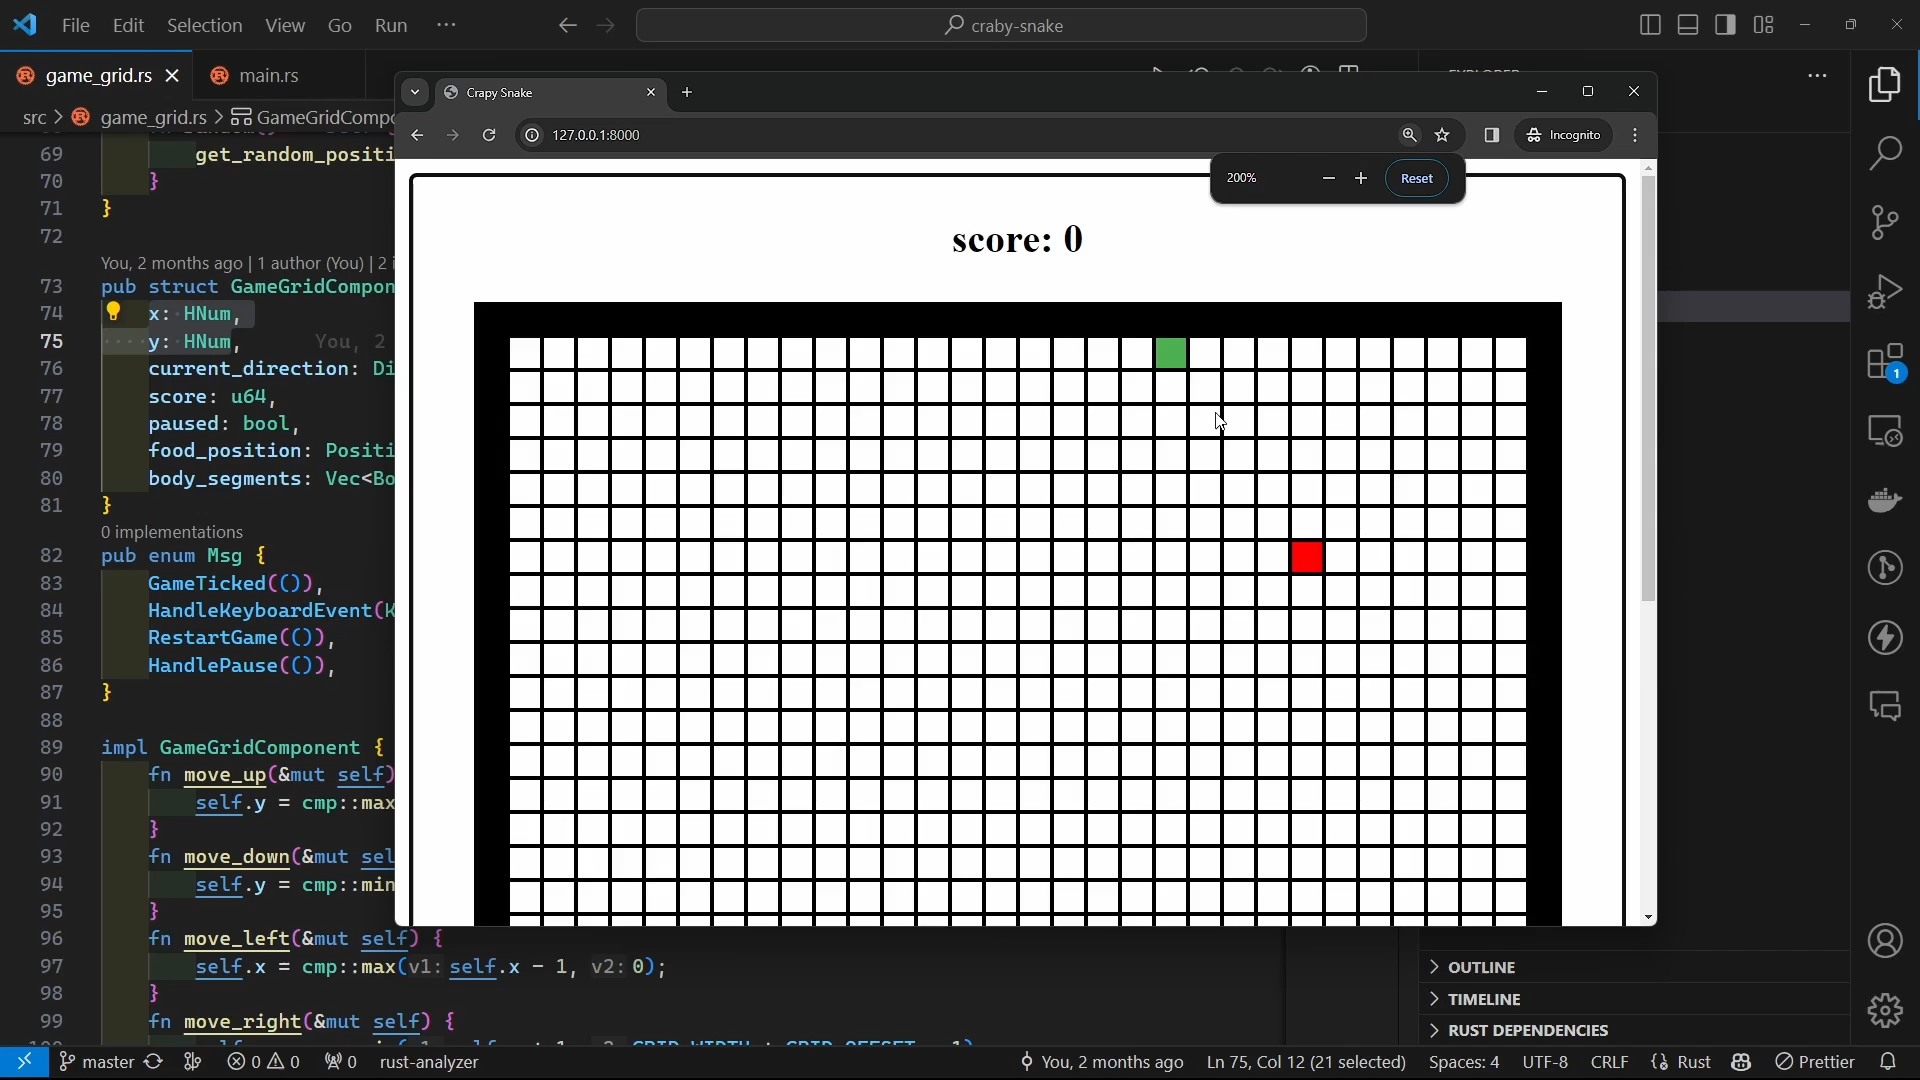 File Edit Selection View Go Run ···
craby-snake
game_grid.rs
main.rs
src > game_grid.rs > GameGridCompo
69 get_random_positi
70 }
71 }
72
You, 2 months ago | 1 author (You) | 2
73 pub struct GameGridCompon
74 x: HNum,
75 y: HNum, You, 2
76 current_direction: Di
77 score: u64,
78 paused: bool,
79 food_position: Positi
80 body_segments: Vec<Bo
81 }
0 implementations
82 pub enum Msg {
83 GameTicked(()),
84 HandleKeyboardEvent(K
85 RestartGame(()),
86 HandlePause(()),
87 }
88
89 impl GameGridComponent {
90 fn move_up(&mut self)
91 self.y = cmp::max
92 }
93 fn move_down(&mut sel
94 self.y = cmp::min
95 }
96 fn move_left(&mut self) {
97 self.x = cmp::max(v1: self.x - 1, v2: 0);
98 }
99 fn move_right(&mut self) {
Crapy Snake
127.0.0.1:8000
Incognito
200% − + Reset
score: 0
1
OUTLINE
TIMELINE
RUST DEPENDENCIES
master 0 0 0 rust-analyzer You, 2 months ago Ln 75, Col 12 (21 selected) Spaces: 4 UTF-8 CRLF Rust Prettier